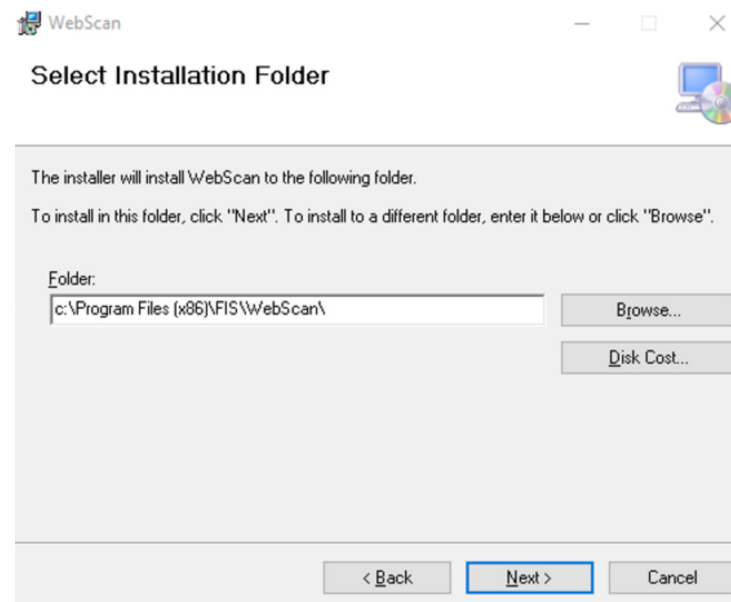 WebScan
Select Installation Folder
The installer will install WebScan to the following folder.
To install in this folder, click "Next". To install to a different folder, enter it below or click "Browse".
Folder:
c:\Program Files (x86)\FIS\WebScan\
Browse...
Disk Cost...
< Back
Next >
Cancel